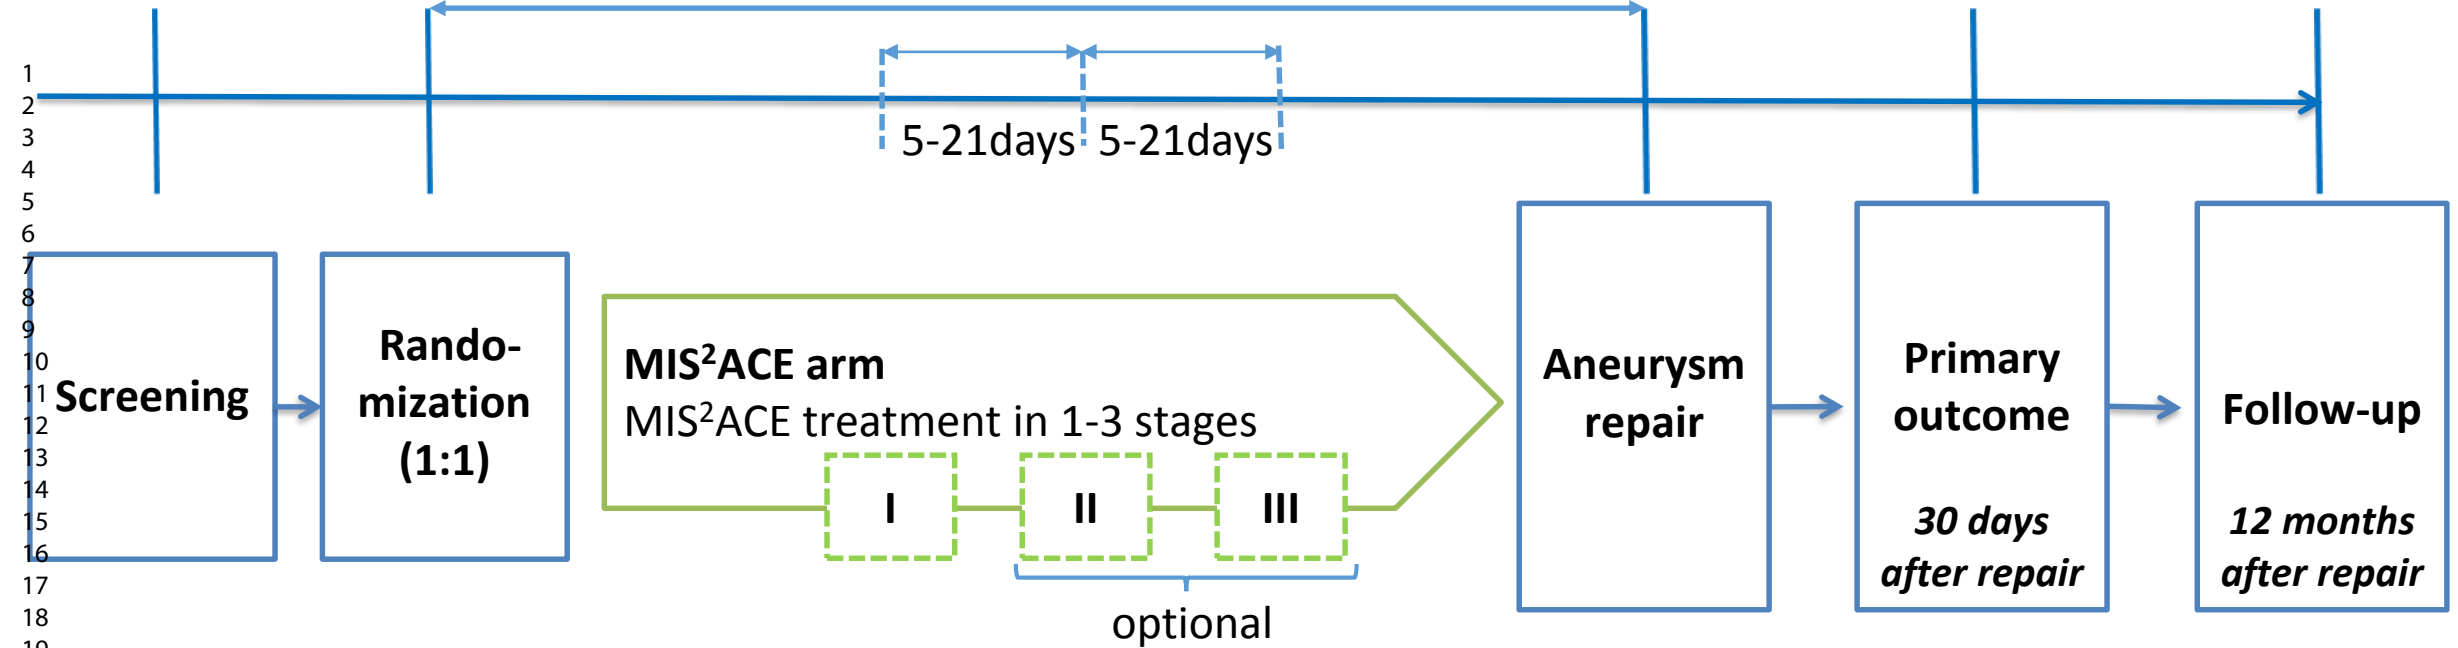 1
2
3
4
5
6
7
8
9
10
11
12
13
14
15
16
17
18
19
5-21days 5-21days
Screening
Rando-
mization
(1:1)
MIS²ACE arm
MIS²ACE treatment in 1-3 stages
I II III
optional
Aneurysm
repair
Primary
outcome
30 days
after repair
Follow-up
12 months
after repair